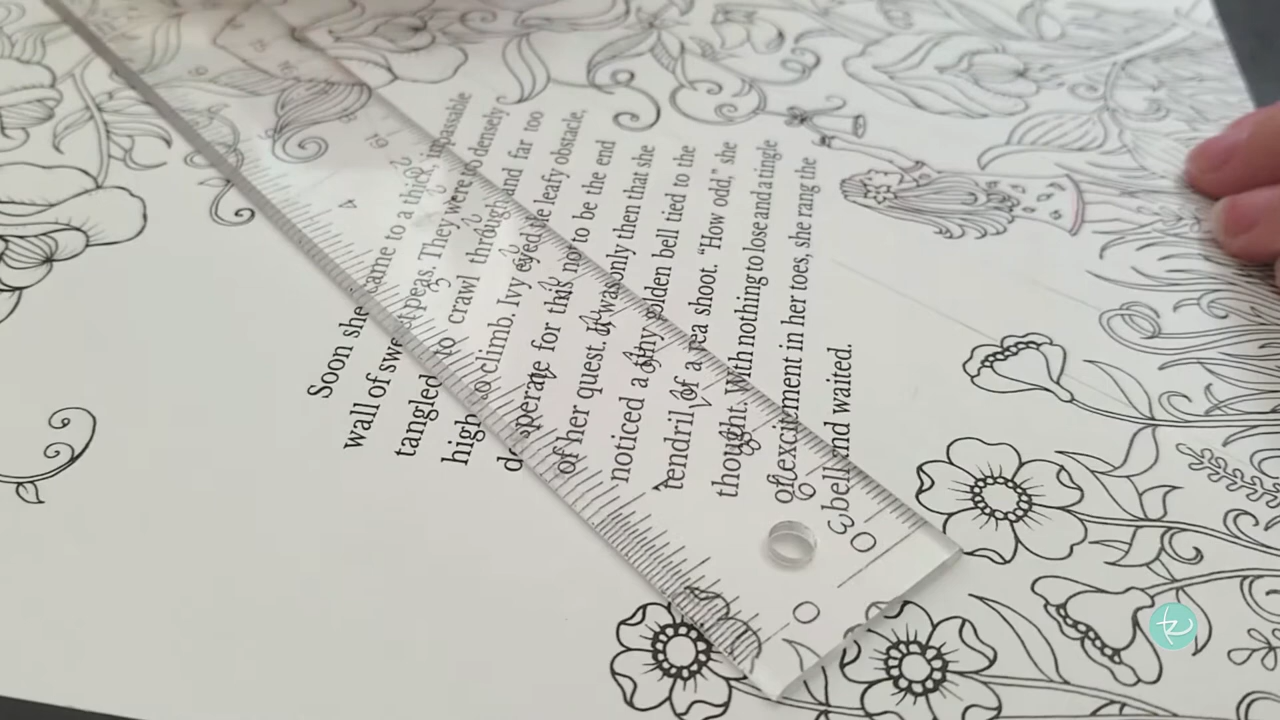 Soon she came to a thick, impassable
wall of sweet peas. They were too densely
tangled to crawl through and far too
high to climb. Ivy eyed the leafy obstacle,
desperate for this not to be the end
of her quest. It was only then that she
noticed a tiny golden bell tied to the
tendril of a pea shoot. "How odd," she
thought. With nothing to lose and a tingle
of excitement in her toes, she rang the
bell and waited.